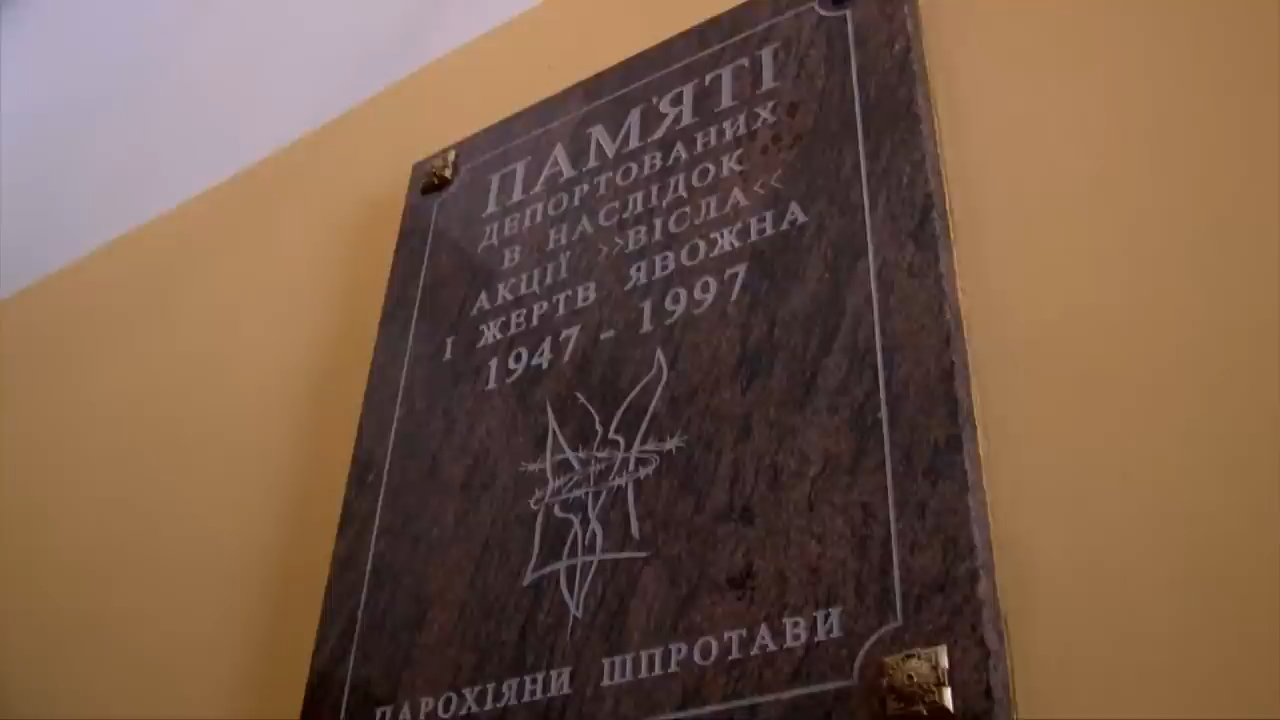 ПАМ'ЯТІ
ДЕПОРТОВАНИХ
В НАСЛІДОК
АКЦІЇ >>ВІСЛА<<
І ЖЕРТВ ЯВОЖНА
1947 - 1997
ПАРОХІЯНИ ШПРОТАВИ